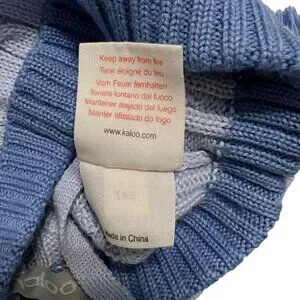 Keep away from fire
Tenir éloigné du feu
Vom Feuer fernhalten
Tenere lontano dal fuoco
Mantener alejado del fuego
Manter afastado do fogo
www.kaloo.com
Made in China